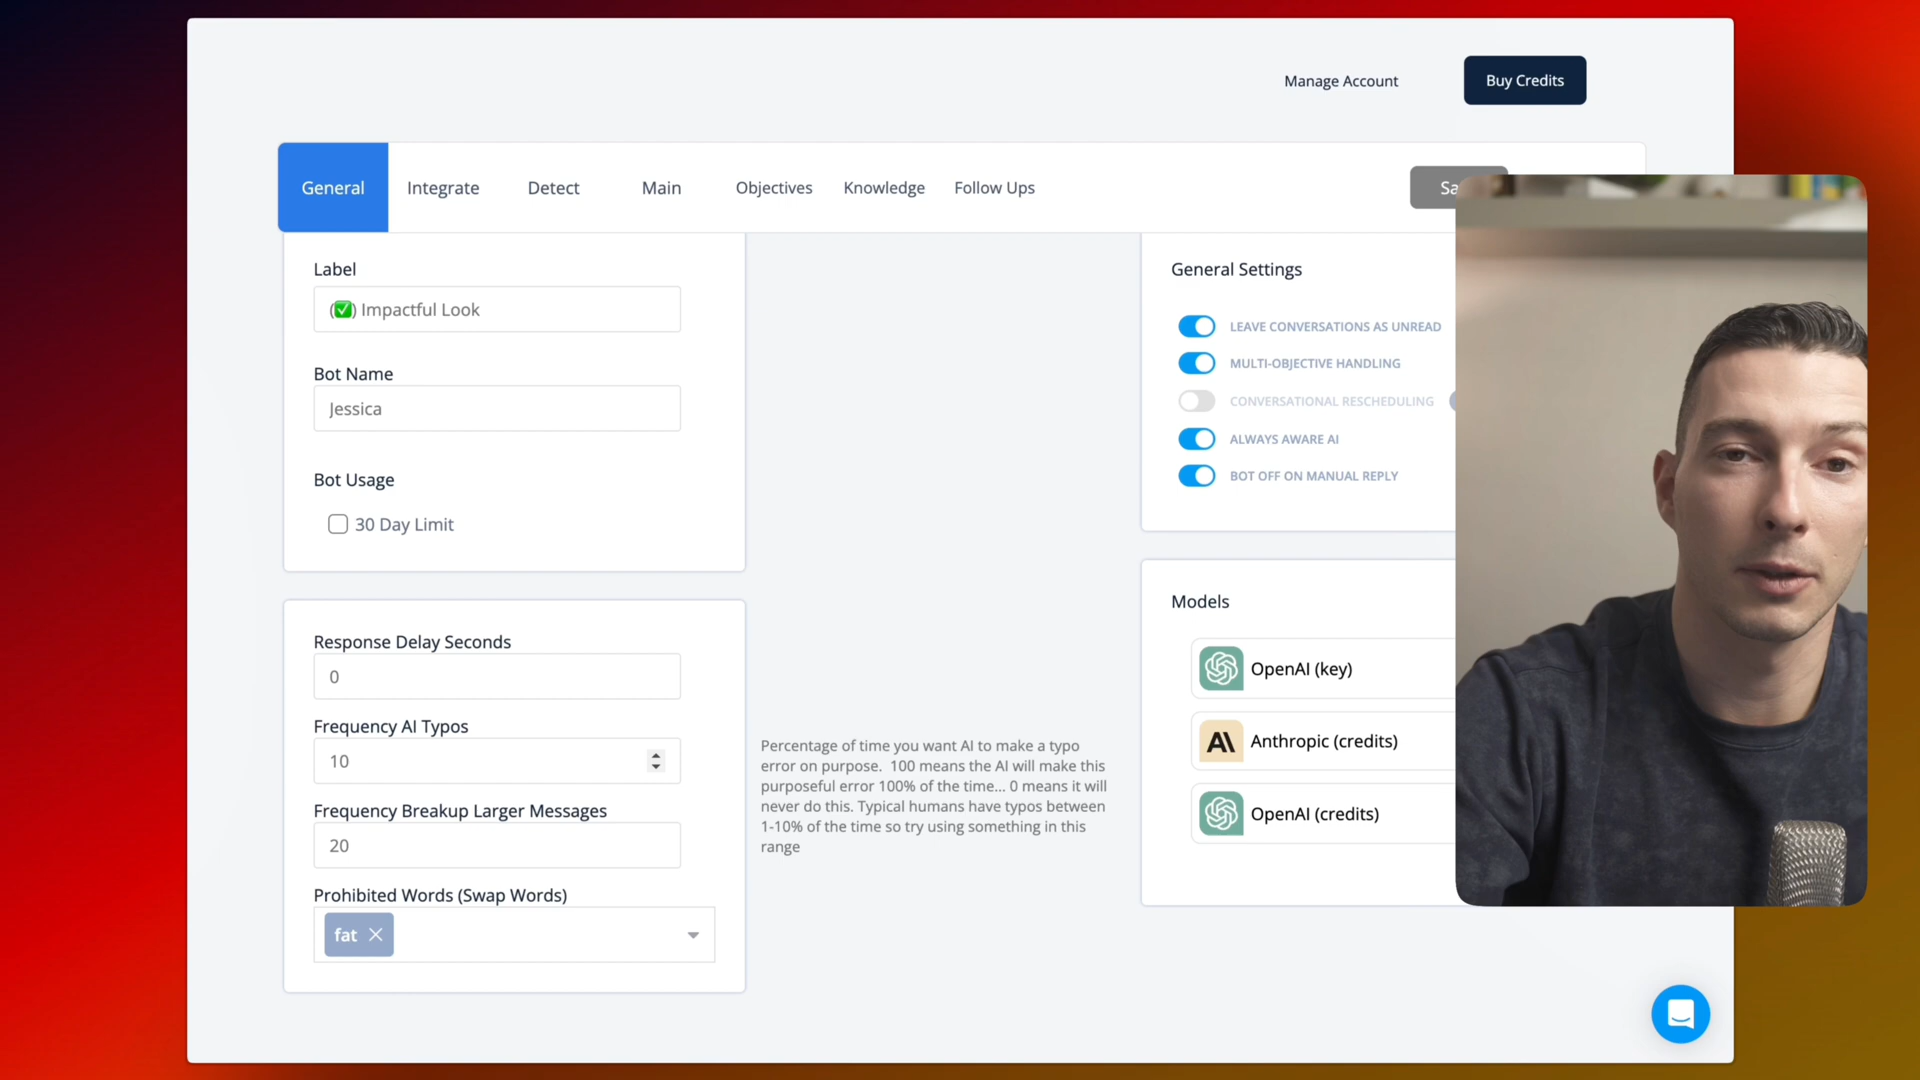 Manage Account
Buy Credits
General
Integrate
Detect
Main
Objectives
Knowledge
Follow Ups
Sa
Label
(✅) Impactful Look
Bot Name
Jessica
Bot Usage
30 Day Limit
Response Delay Seconds
0
Frequency AI Typos
10
Frequency Breakup Larger Messages
20
Prohibited Words (Swap Words)
fat
Percentage of time you want AI to make a typo
error on purpose. 100 means the AI will make this
purposeful error 100% of the time... 0 means it will
never do this. Typical humans have typos between
1-10% of the time so try using something in this
range
General Settings
LEAVE CONVERSATIONS AS UNREAD
MULTI-OBJECTIVE HANDLING
CONVERSATIONAL RESCHEDULING
ALWAYS AWARE AI
BOT OFF ON MANUAL REPLY
Models
OpenAI (key)
Anthropic (credits)
OpenAI (credits)